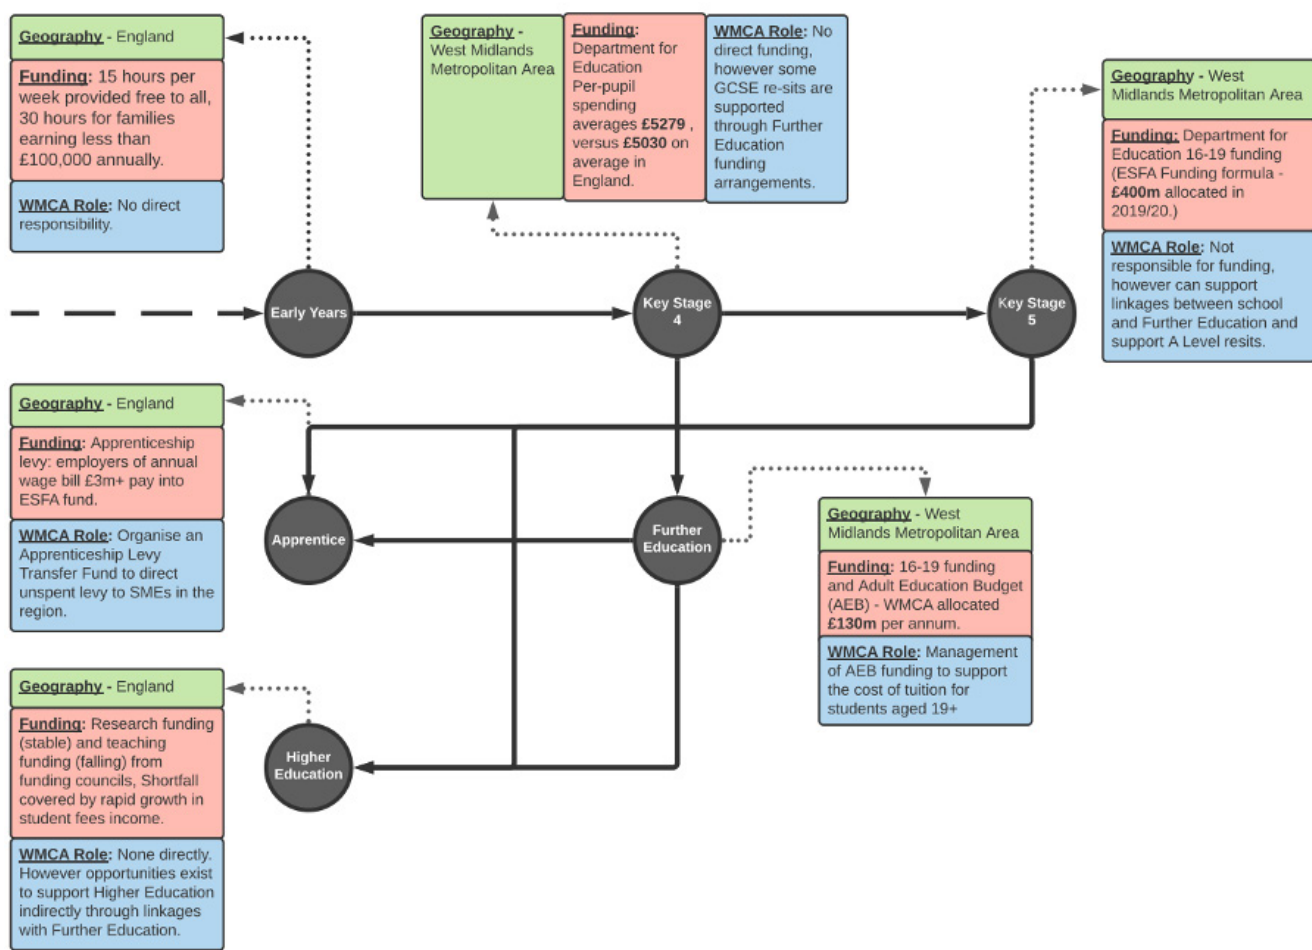 Geography - England
Funding: 15 hours per
week provided free to all,
30 hours for families
earning less than
£100,000 annually.
WMCA Role: No direct
responsibility.
Geography -
West Midlands
Metropolitan Area
Funding:
Department for
Education
Per-pupil
spending
averages £5279 ,
versus £5030 on
average in
England.
WMCA Role: No
direct funding,
however some
GCSE re-sits are
supported
through Further
Education
funding
arrangements.
Geography - West
Midlands Metropolitan Area
Funding: Department for
Education 16-19 funding
(ESFA Funding formula -
£400m allocated in
2019/20.)
WMCA Role: Not
responsible for funding,
however can support
linkages between school
and Further Education and
support A Level resits.
Early Years
Key Stage
4
Key Stage
5
Geography - England
Funding: Apprenticeship
levy: employers of annual
wage bill £3m+ pay into
ESFA fund.
WMCA Role: Organise an
Apprenticeship Levy
Transfer Fund to direct
unspent levy to SMEs in the
region.
Apprentice
Further
Education
Geography - West
Midlands Metropolitan Area
Funding: 16-19 funding
and Adult Education Budget
(AEB) - WMCA allocated
£130m per annum.
WMCA Role: Management
of AEB funding to support
the cost of tuition for
students aged 19+
Geography - England
Funding: Research funding
(stable) and teaching
funding (falling) from
funding councils, Shortfall
covered by rapid growth in
student fees income.
WMCA Role: None directly.
However opportunities exist
to support Higher Education
indirectly through linkages
with Further Education.
Higher
Education